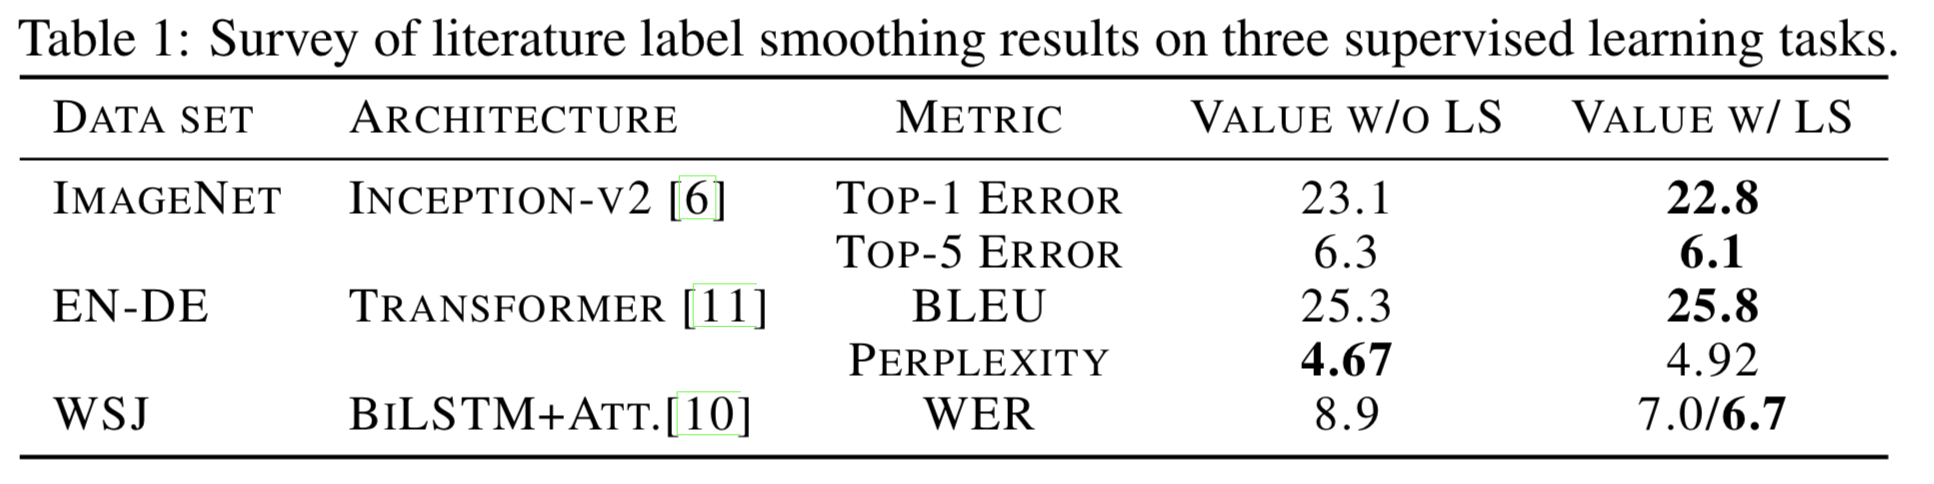 Table 1: Survey of literature label smoothing results on three supervised learning tasks.
DATA SET ARCHITECTURE METRIC VALUE W/O LS VALUE W/ LS
IMAGENET INCEPTION-V2 [6] TOP-1 ERROR 23.1 22.8
TOP-5 ERROR 6.3 6.1
EN-DE TRANSFORMER [11] BLEU 25.3 25.8
PERPLEXITY 4.67 4.92
WSJ BILSTM+ATT.[10] WER 8.9 7.0/6.7